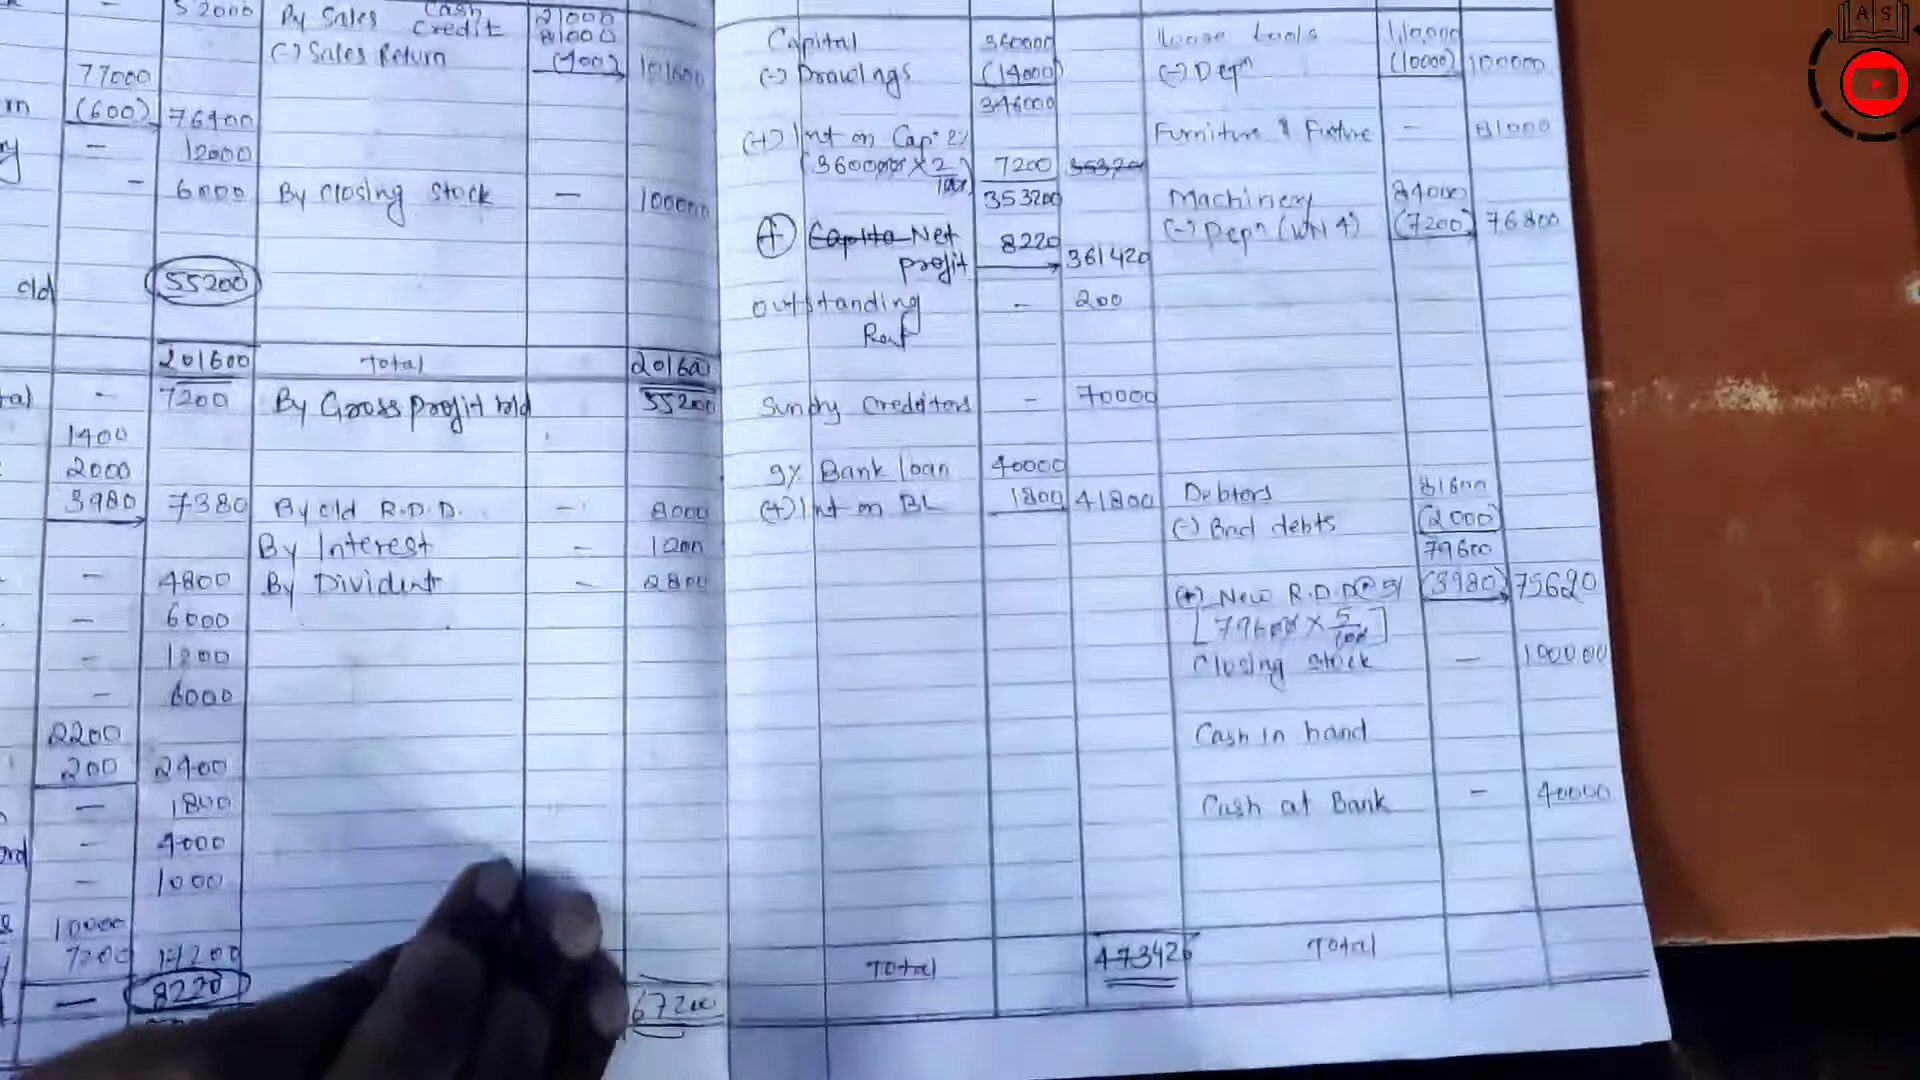 52000 By Sales Cash 21000
Credit 81000
(-) Sales Return (400) 101600
77000
(600) 76400
12000
- 6000 By Closing Stock - 100000
c/d 55200
201600 Total 201600
- 7200 By Gross profit b/d 55200
1400
2000
3980 7380 By old R.D.D. - 8000
By Interest - 1200
- 4800 By Divident - 2800
- 6000
- 1800
- 6000
2200
200 2400
- 1800
- 4000
- 1000
10000
7200 17200
- 8220
67200
Capital 360000
(-) Drawings (14000)
346000
(+) Int on Cap. 2%
(360000 × 2/100) 7200
353200
(+) Net profit 8220 361420
Outstanding Rent - 200
Sundry Creditors - 70000
9% Bank loan 40000
(+) Int on BL 1800 41800
Total 47342
Loose tools 110000
(-) Depn (10000) 100000
Furniture & Fixture - 81000
Machinery 84000
(-) Depn (WN 4) (7200) 76800
Debtors 81600
(-) Bad debts (2000)
79600
New R.D.D@5% (3980) 75620
[79600 × 5/100]
Closing stock - 100000
Cash in hand
Cash at Bank - 40000
Total
A S